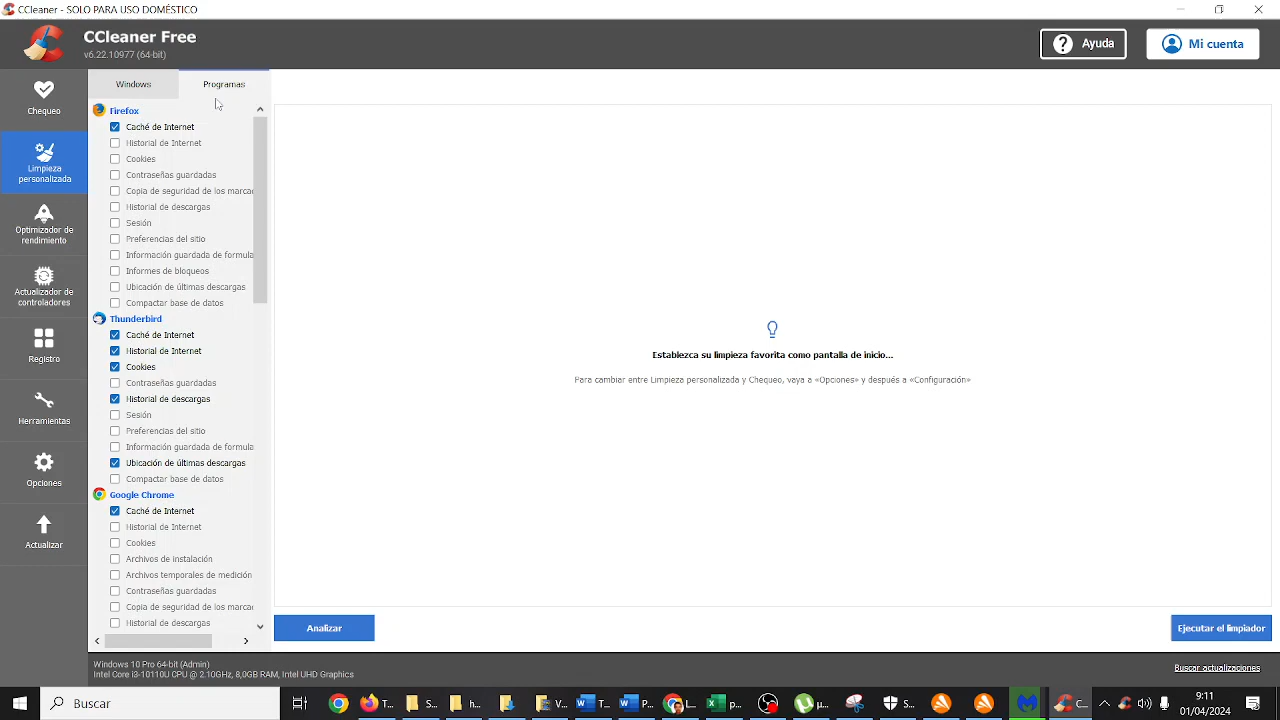 CCleaner - SOLO PARA USO DOMÉSTICO
CCleaner Free
v6.22.10977 (64-bit)
Ayuda
Mi cuenta
Chequeo
Limpieza
personalizada
Optimizador de
rendimiento
Actualizador de
controladores
Registro
Herramientas
Opciones
Actualizar
Windows
Programas
Firefox
Caché de Internet
Historial de Internet
Cookies
Contraseñas guardadas
Copia de seguridad de los marcad
Historial de descargas
Sesión
Preferencias del sitio
Información guardada de formula
Informes de bloqueos
Ubicación de últimas descargas
Compactar base de datos
Thunderbird
Caché de Internet
Historial de Internet
Cookies
Contraseñas guardadas
Historial de descargas
Sesión
Preferencias del sitio
Información guardada de formula
Ubicación de últimas descargas
Compactar base de datos
Google Chrome
Caché de Internet
Historial de Internet
Cookies
Archivos de instalación
Archivos temporales de medición
Contraseñas guardadas
Copia de seguridad de los marcad
Historial de descargas
Establezca su limpieza favorita como pantalla de inicio...
Para cambiar entre Limpieza personalizada y Chequeo, vaya a «Opciones» y después a «Configuración»
Analizar
Ejecutar el limpiador
Windows 10 Pro 64-bit (Admin)
Intel Core i3-10110U CPU @ 2.10GHz, 8,0GB RAM, Intel UHD Graphics
Buscar actualizaciones
Buscar
Ta...
S...
h...
V...
T...
P...
p...
µ...
S...
C...
9:11
01/04/2024